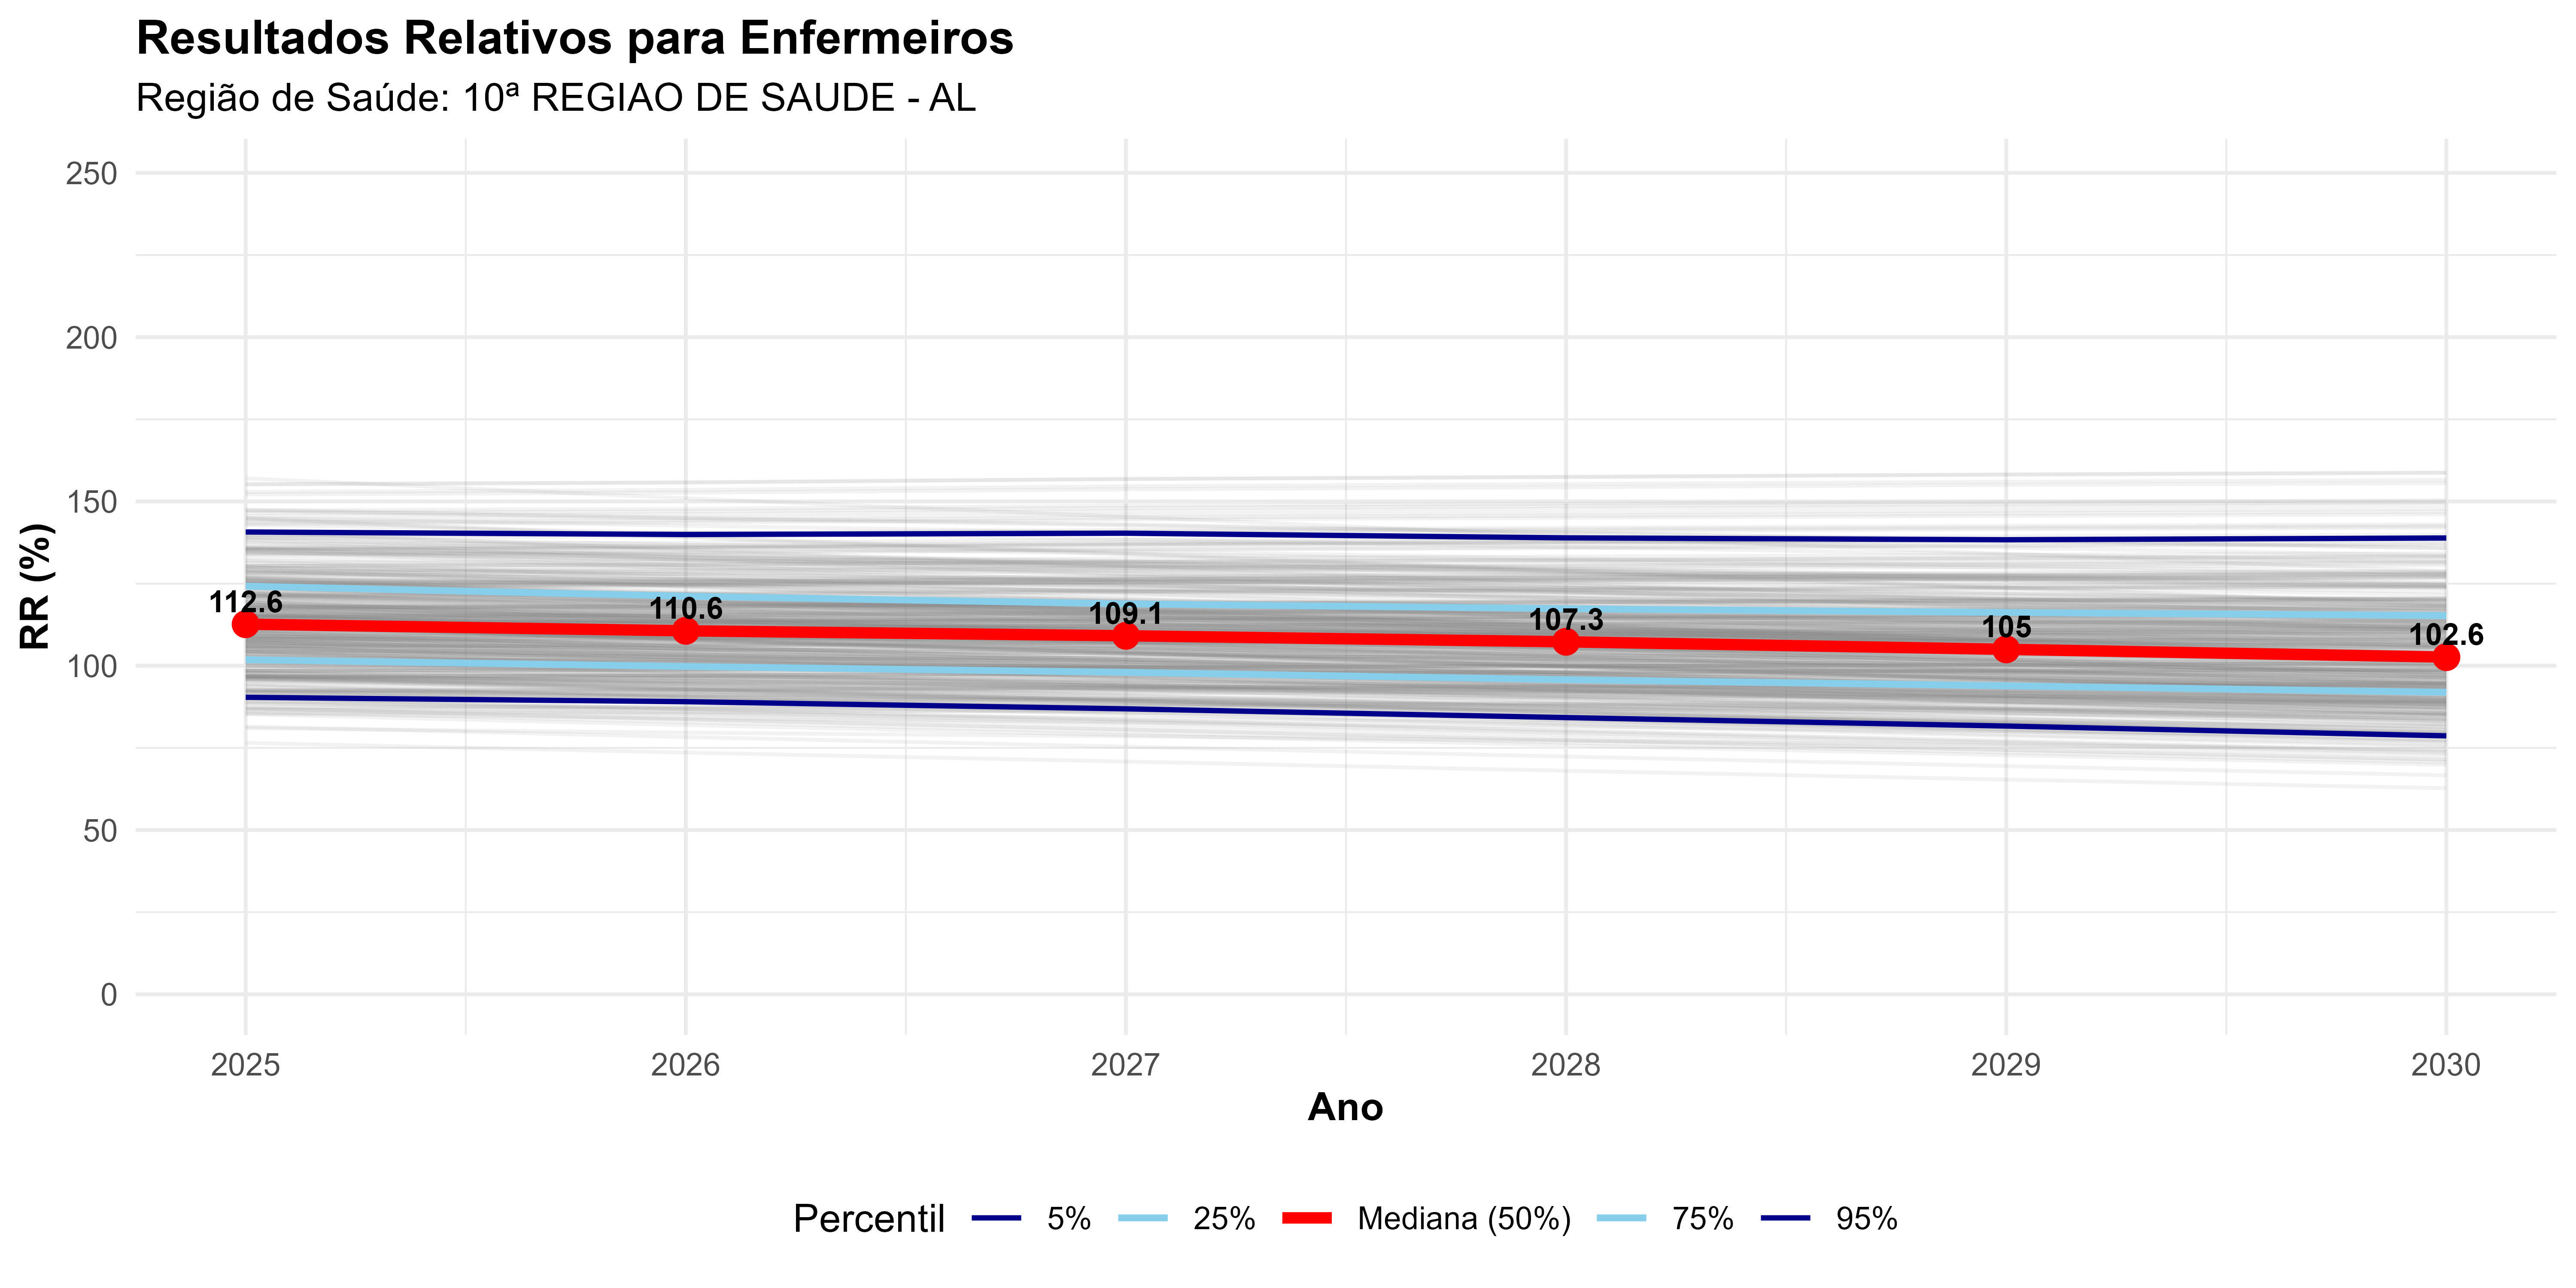 Resultados Relativos para Enfermeiros
Região de Saúde: 10ª REGIAO DE SAUDE - AL
RR (%)
250
200
150
100
50
0
112.6
110.6
109.1
107.3
105
102.6
2025 2026 2027 2028 2029 2030
Ano
Percentil 5% 25% Mediana (50%) 75% 95%